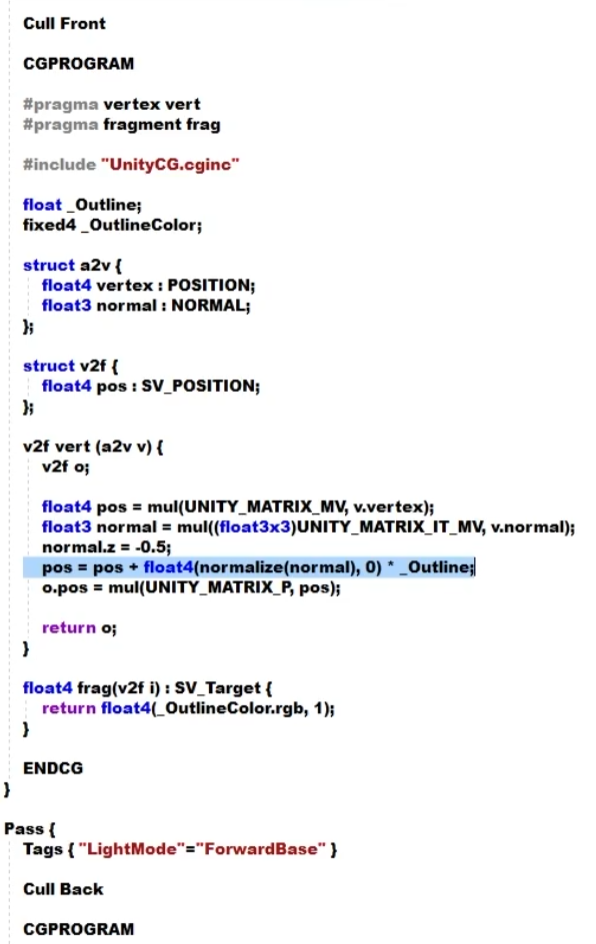 Cull Front
CGPROGRAM
#pragma vertex vert
#pragma fragment frag
#include "UnityCG.cginc"
float _Outline;
fixed4 _OutlineColor;
struct a2v {
float4 vertex : POSITION;
float3 normal : NORMAL;
};
struct v2f {
float4 pos : SV_POSITION;
};
v2f vert (a2v v) {
v2f o;
float4 pos = mul(UNITY_MATRIX_MV, v.vertex);
float3 normal = mul((float3x3)UNITY_MATRIX_IT_MV, v.normal);
normal.z = -0.5;
pos = pos + float4(normalize(normal), 0) * _Outline;
o.pos = mul(UNITY_MATRIX_P, pos);
return o;
}
float4 frag(v2f i) : SV_Target {
return float4(_OutlineColor.rgb, 1);
}
ENDCG
}
Pass {
Tags { "LightMode"="ForwardBase" }
Cull Back
CGPROGRAM